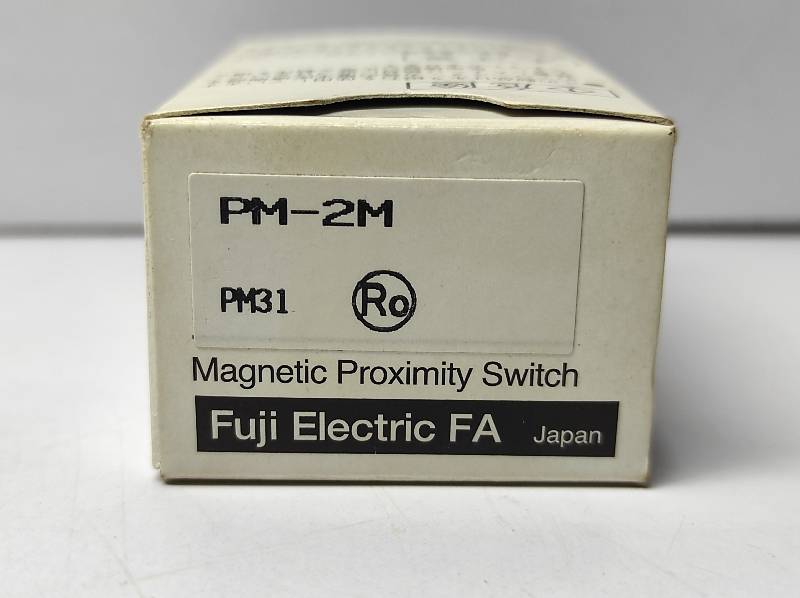 PM-2M
PM31 Ro
Magnetic Proximity Switch
Fuji Electric FA Japan